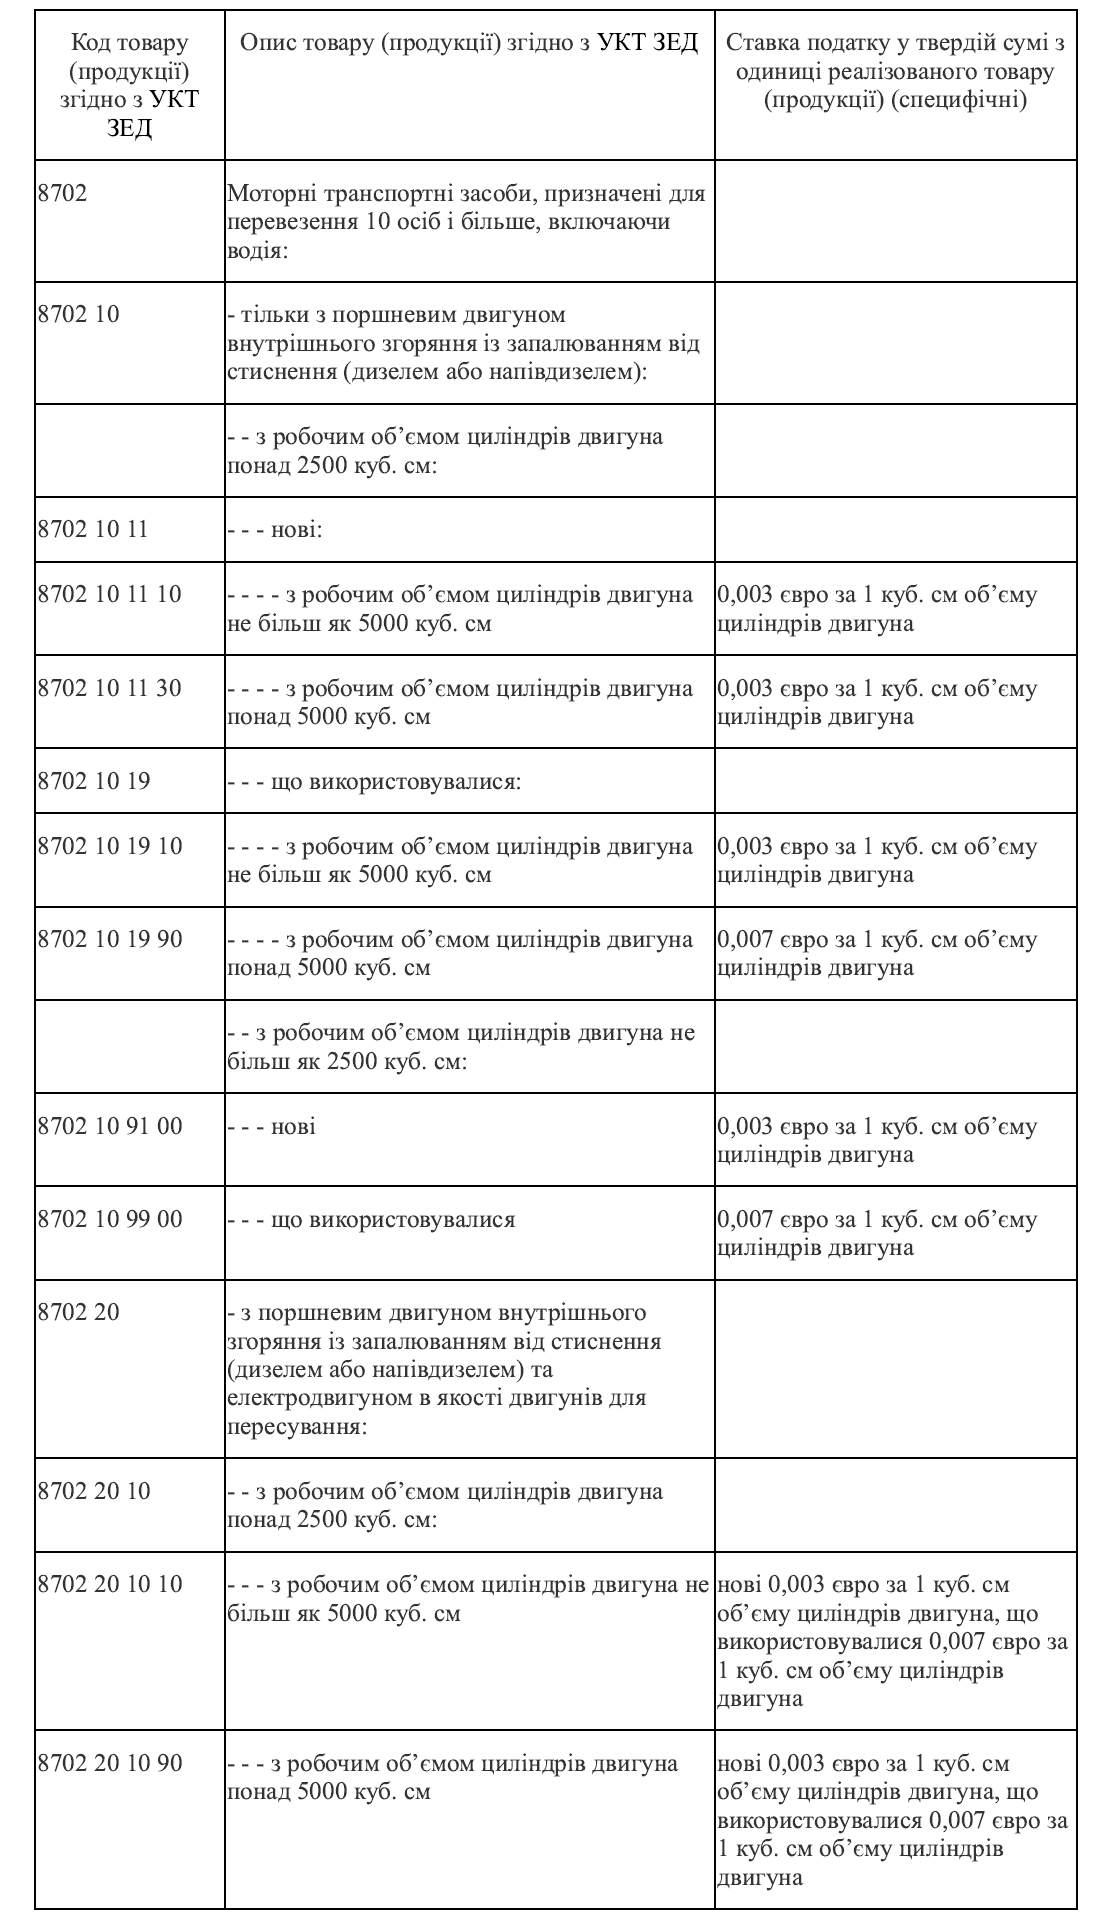 Код товару
(продукції)
згідно з УКТ
ЗЕД
Опис товару (продукції) згідно з УКТ ЗЕД
Ставка податку у твердій сумі з
одиниці реалізованого товару
(продукції) (специфічні)
8702
Моторні транспортні засоби, призначені для
перевезення 10 осіб і більше, включаючи
водія:
8702 10
- тільки з поршневим двигуном
внутрішнього згоряння із запалюванням від
стиснення (дизелем або напівдизелем):
- - з робочим об’ємом циліндрів двигуна
понад 2500 куб. см:
8702 10 11
- - - нові:
8702 10 11 10
- - - - з робочим об’ємом циліндрів двигуна
не більш як 5000 куб. см
0,003 євро за 1 куб. см об’єму
циліндрів двигуна
8702 10 11 30
- - - - з робочим об’ємом циліндрів двигуна
понад 5000 куб. см
0,003 євро за 1 куб. см об’єму
циліндрів двигуна
8702 10 19
- - - що використовувалися:
8702 10 19 10
- - - - з робочим об’ємом циліндрів двигуна
не більш як 5000 куб. см
0,003 євро за 1 куб. см об’єму
циліндрів двигуна
8702 10 19 90
- - - - з робочим об’ємом циліндрів двигуна
понад 5000 куб. см
0,007 євро за 1 куб. см об’єму
циліндрів двигуна
- - з робочим об’ємом циліндрів двигуна не
більш як 2500 куб. см:
8702 10 91 00
- - - нові
0,003 євро за 1 куб. см об’єму
циліндрів двигуна
8702 10 99 00
- - - що використовувалися
0,007 євро за 1 куб. см об’єму
циліндрів двигуна
8702 20
- з поршневим двигуном внутрішнього
згоряння із запалюванням від стиснення
(дизелем або напівдизелем) та
електродвигуном в якості двигунів для
пересування:
8702 20 10
- - з робочим об’ємом циліндрів двигуна
понад 2500 куб. см:
8702 20 10 10
- - - з робочим об’ємом циліндрів двигуна не
більш як 5000 куб. см
нові 0,003 євро за 1 куб. см
об’єму циліндрів двигуна, що
використовувалися 0,007 євро за
1 куб. см об’єму циліндрів
двигуна
8702 20 10 90
- - - з робочим об’ємом циліндрів двигуна
понад 5000 куб. см
нові 0,003 євро за 1 куб. см
об’єму циліндрів двигуна, що
використовувалися 0,007 євро за
1 куб. см об’єму циліндрів
двигуна